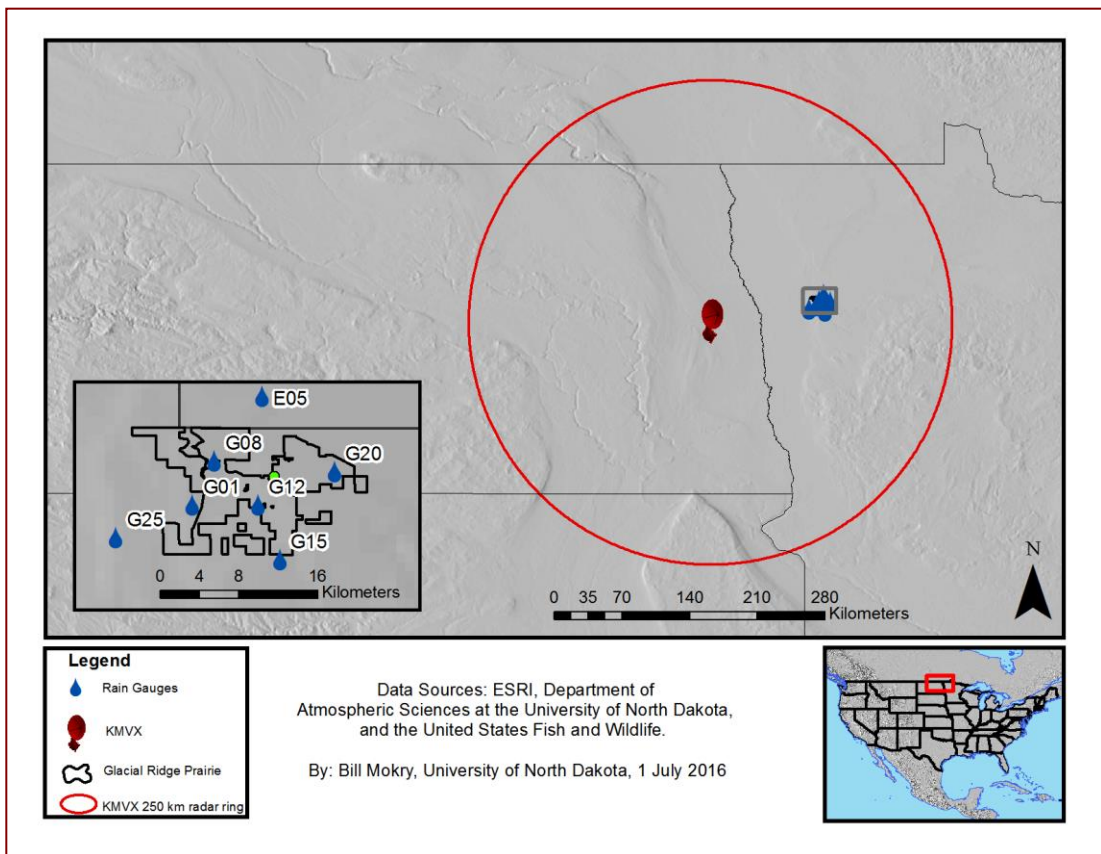 E05
G08
G20
G01
G12
G25
G15
0 4 8 16
Kilometers
N
0 35 70 140 210 280
Kilometers
Legend
Rain Gauges
KMVX
Glacial Ridge Prairie
KMVX 250 km radar ring
Data Sources: ESRI, Department of
Atmospheric Sciences at the University of North Dakota,
and the United States Fish and Wildlife.
By: Bill Mokry, University of North Dakota, 1 July 2016